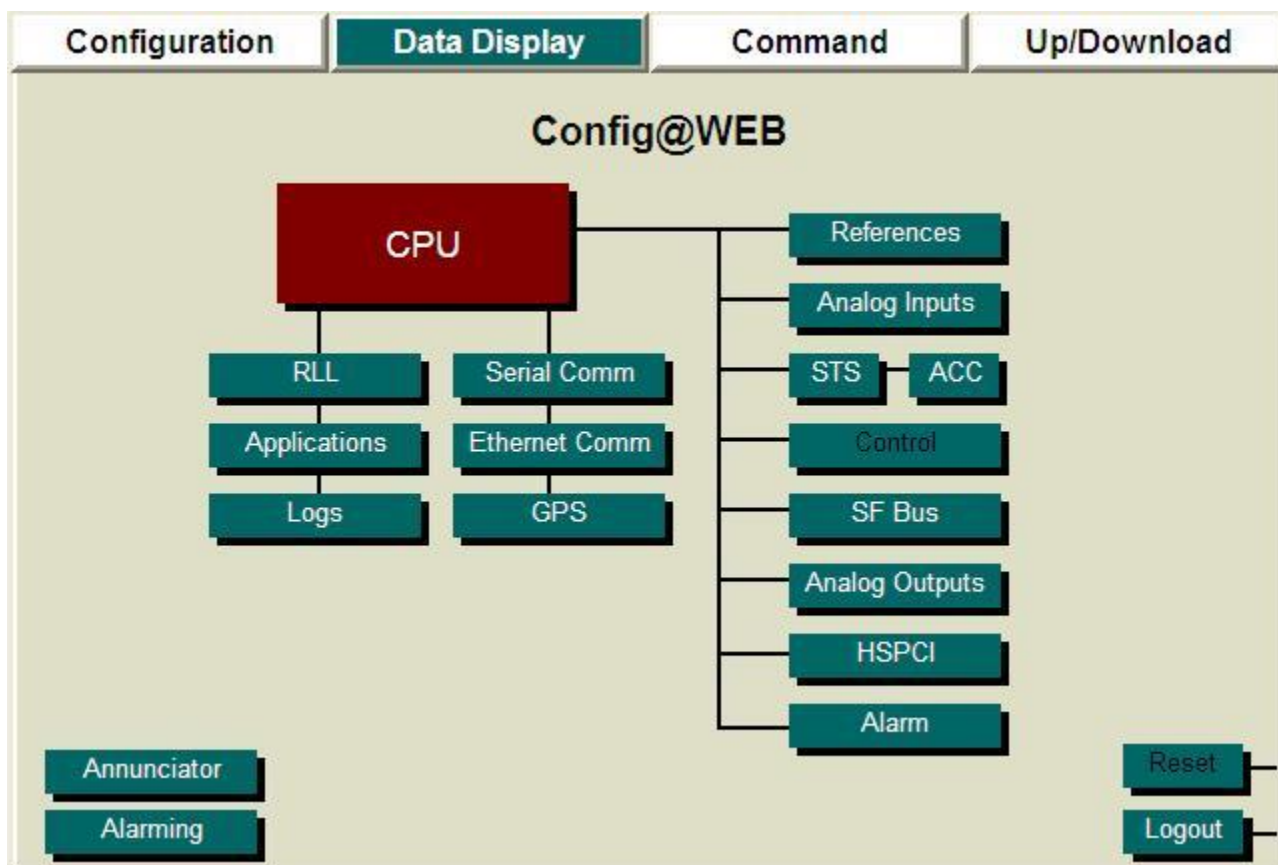 Configuration
Data Display
Command
Up/Download
Config@WEB
CPU
RLL
Applications
Logs
Serial Comm
Ethernet Comm
GPS
References
Analog Inputs
STS
ACC
Control
SF Bus
Analog Outputs
HSPCI
Alarm
Annunciator
Alarming
Reset
Logout